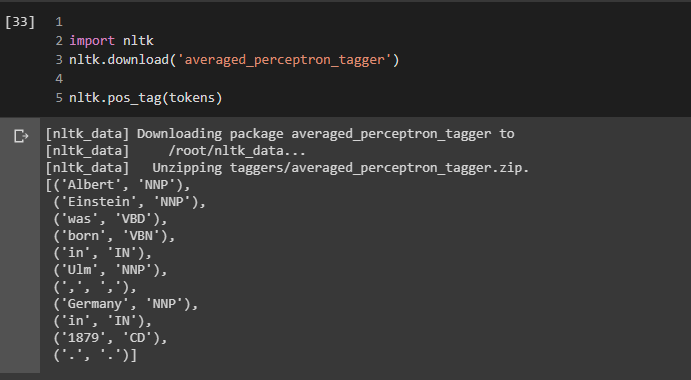 [33]
1
2 import nltk
3 nltk.download('averaged_perceptron_tagger')
4
5 nltk.pos_tag(tokens)
[nltk_data] Downloading package averaged_perceptron_tagger to
[nltk_data]     /root/nltk_data...
[nltk_data]   Unzipping taggers/averaged_perceptron_tagger.zip.
[('Albert', 'NNP'),
 ('Einstein', 'NNP'),
 ('was', 'VBD'),
 ('born', 'VBN'),
 ('in', 'IN'),
 ('Ulm', 'NNP'),
 (',', ','),
 ('Germany', 'NNP'),
 ('in', 'IN'),
 ('1879', 'CD'),
 ('.', '.')]